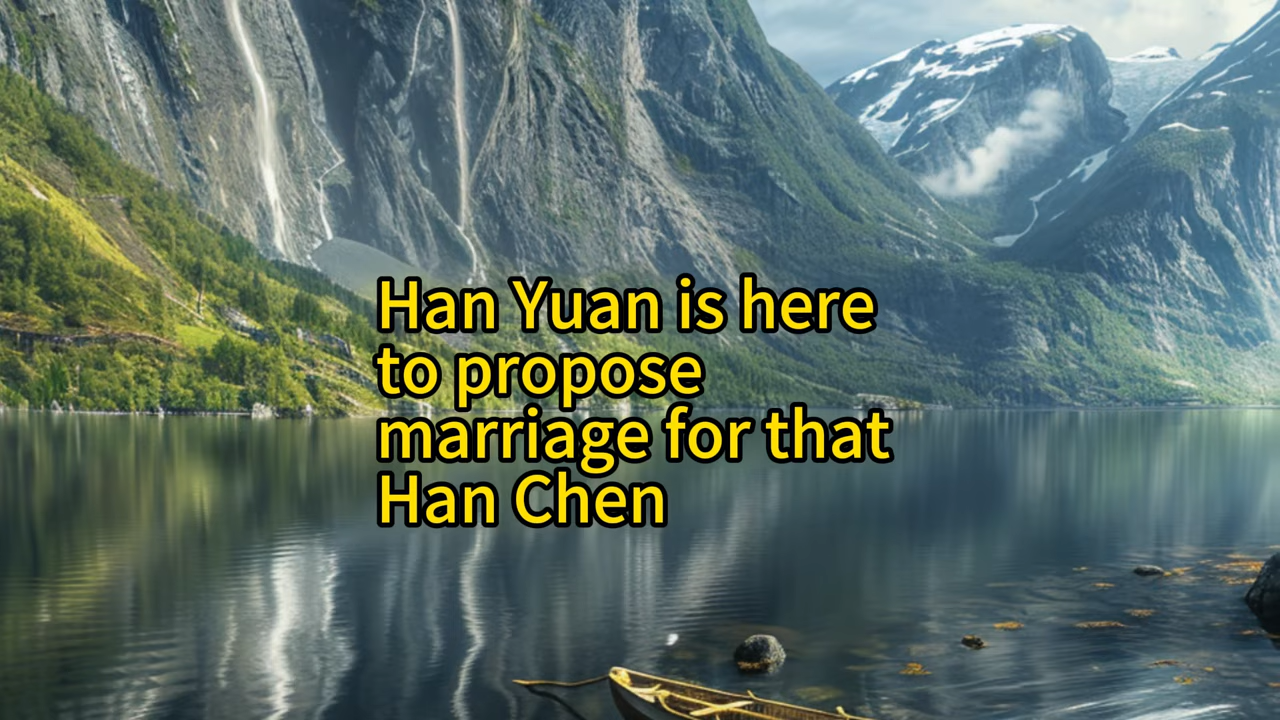 Han Yuan is here
to propose
marriage for that
Han Chen